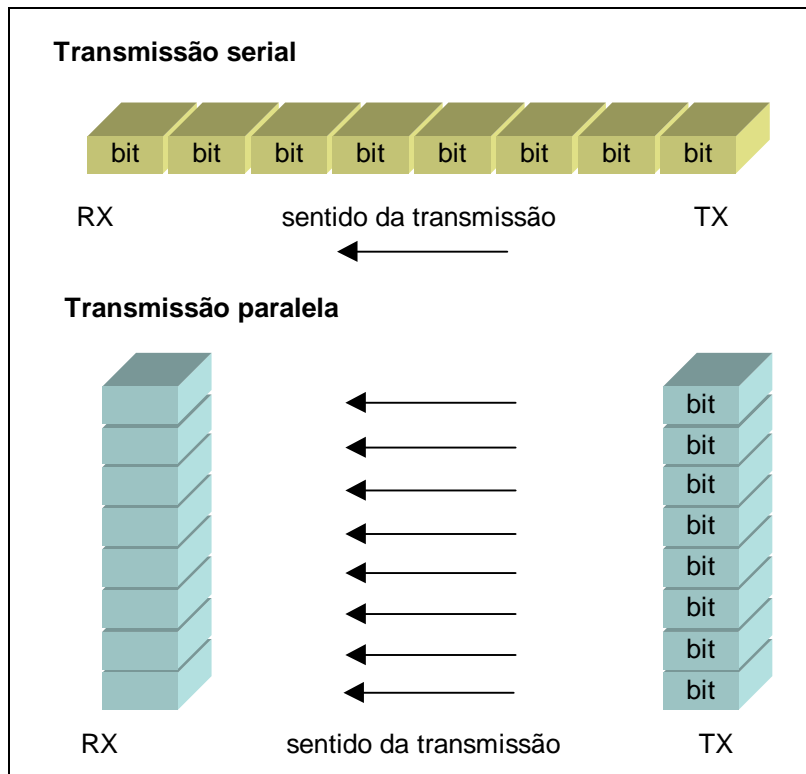 Transmissão serial
bit bit bit bit bit bit bit bit
RX sentido da transmissão TX
Transmissão paralela
bit
bit
bit
bit
bit
bit
bit
bit
RX sentido da transmissão TX